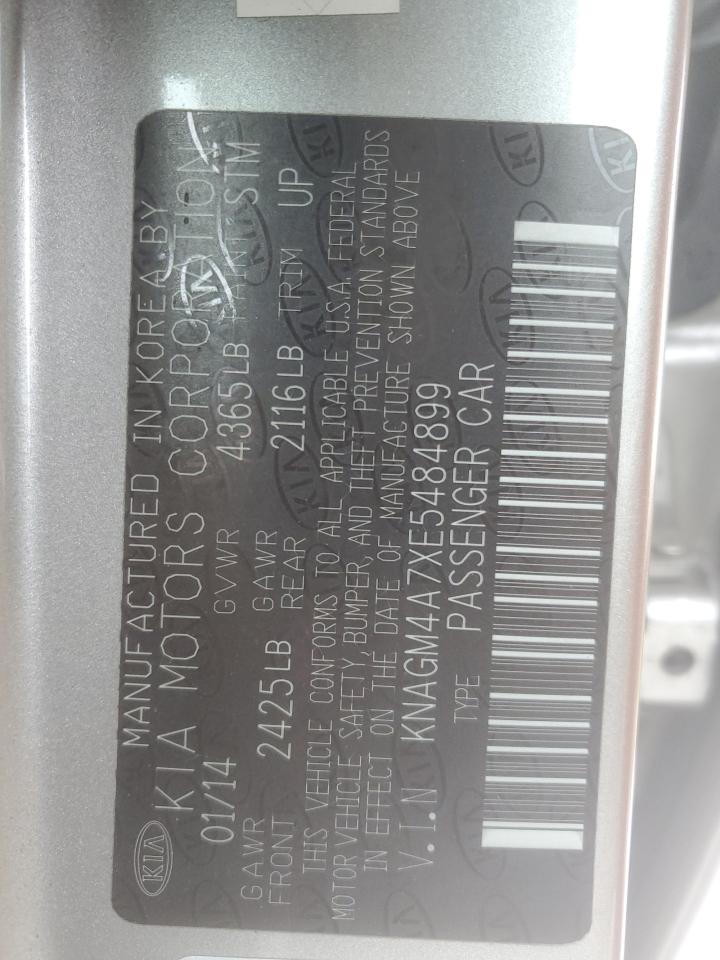 KIA
MANUFACTURED IN KOREA BY
KIA MOTORS CORPORATION
01/14 GVWR 4365LB PAINT STM
GAWR FRONT 2425LB GAWR REAR 2116LB TRIM UP
THIS VEHICLE CONFORMS TO ALL APPLICABLE U.S.A. FEDERAL
MOTOR VEHICLE SAFETY, BUMPER, AND THEFT PREVENTION STANDARDS
IN EFFECT ON THE DATE OF MANUFACTURE SHOWN ABOVE
V.I.N KNAGM4A7XE5484899
TYPE PASSENGER CAR